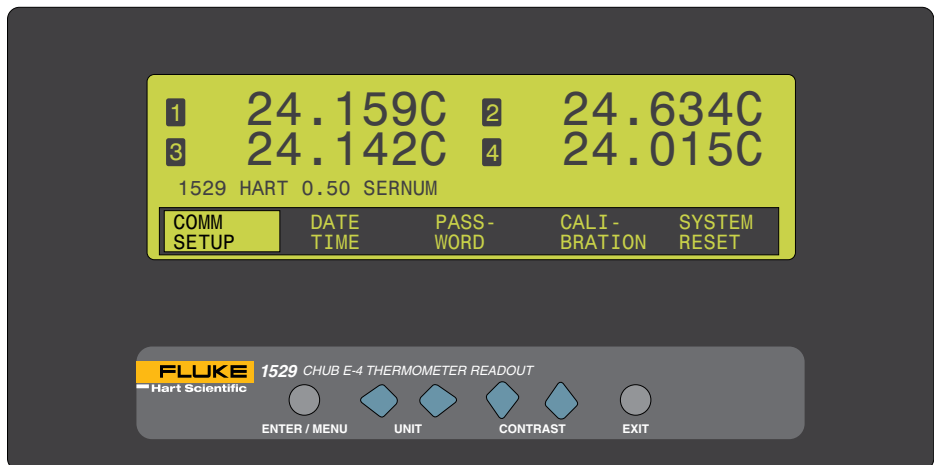 1 24.159C 2 24.634C
3 24.142C 4 24.015C
1529 HART 0.50 SERNUM
COMM DATE PASS- CALI- SYSTEM
SETUP TIME WORD BRATION RESET
FLUKE 1529 CHUB E-4 THERMOMETER READOUT
Hart Scientific
ENTER / MENU UNIT CONTRAST EXIT